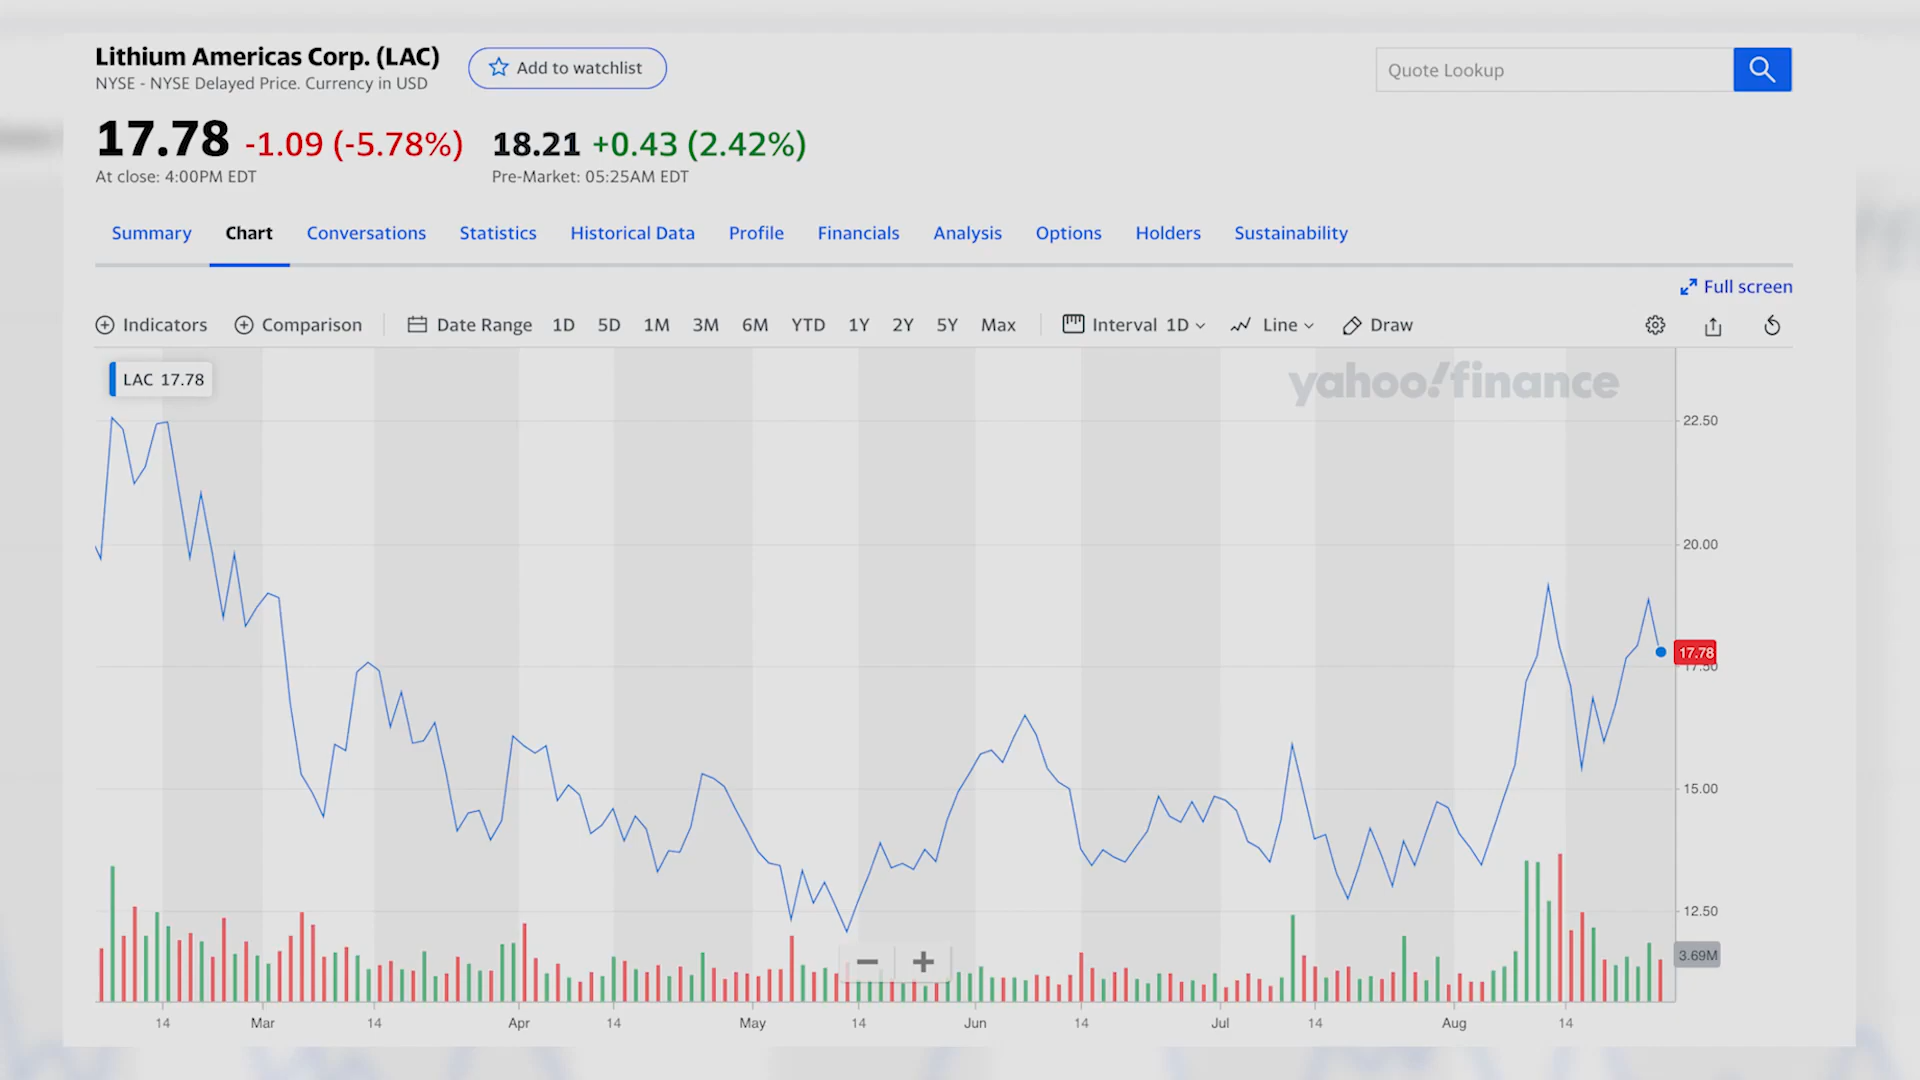 Lithium Americas Corp. (LAC)
Add to watchlist
Quote Lookup
NYSE - NYSE Delayed Price. Currency in USD
17.78 -1.09 (-5.78%) 18.21 +0.43 (2.42%)
At close: 4:00PM EDT Pre-Market: 05:25AM EDT
Summary Chart Conversations Statistics Historical Data Profile Financials Analysis Options Holders Sustainability
Full screen
Indicators Comparison Date Range 1D 5D 1M 3M 6M YTD 1Y 2Y 5Y Max Interval 1D Line Draw
LAC 17.78
yahoo!finance
22.50
20.00
17.78
17.50
15.00
12.50
3.69M
14 Mar 14 Apr 14 May 14 Jun 14 Jul 14 Aug 14